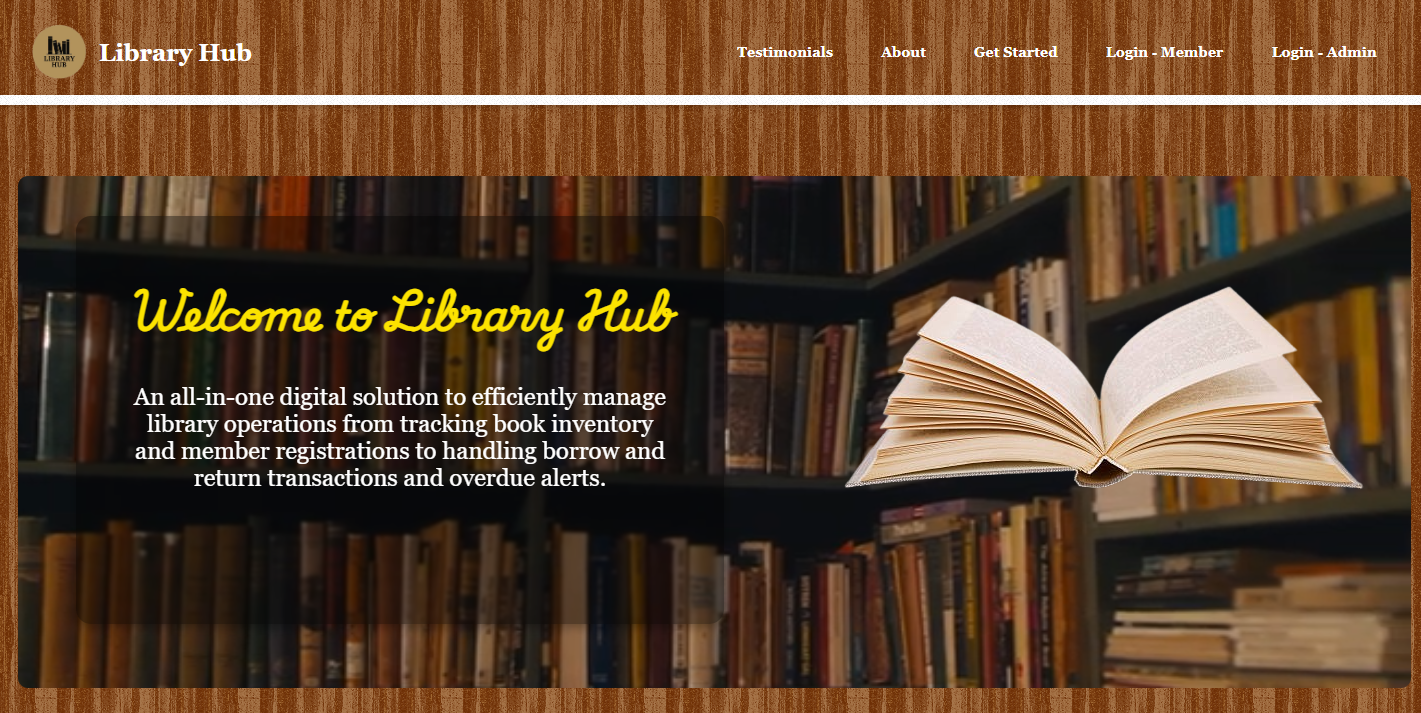 LIBRARY
HUB
Library Hub
Testimonials
About
Get Started
Login - Member
Login - Admin
Welcome to Library Hub
An all-in-one digital solution to efficiently manage
library operations from tracking book inventory
and member registrations to handling borrow and
return transactions and overdue alerts.